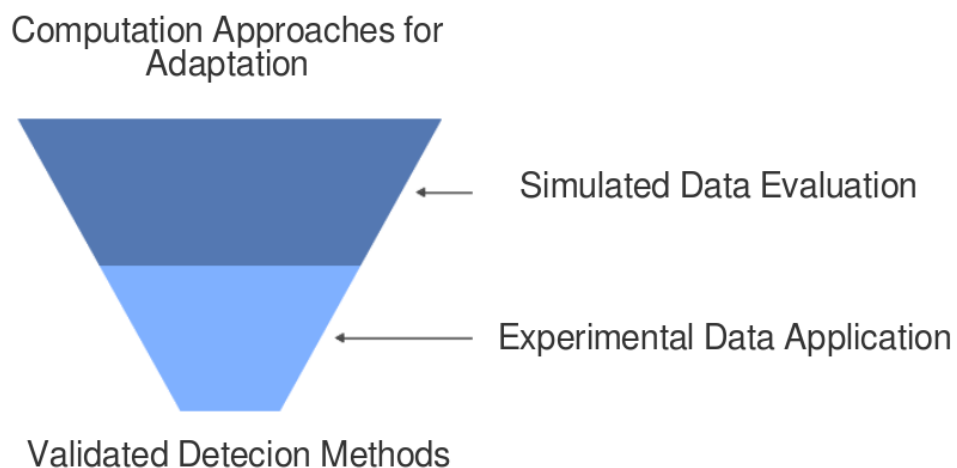 Computation Approaches for
Adaptation
Simulated Data Evaluation
Experimental Data Application
Validated Detecion Methods